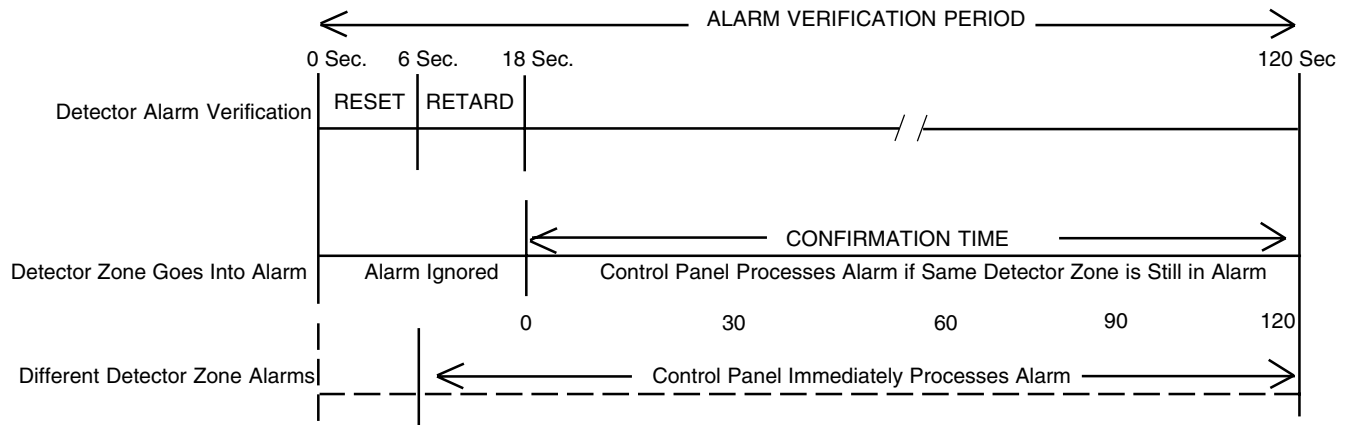 ALARM VERIFICATION PERIOD
0 Sec. 6 Sec. 18 Sec. 120 Sec
Detector Alarm Verification RESET RETARD
CONFIRMATION TIME
Detector Zone Goes Into Alarm Alarm Ignored Control Panel Processes Alarm if Same Detector Zone is Still in Alarm
0 30 60 90 120
Different Detector Zone Alarms Control Panel Immediately Processes Alarm